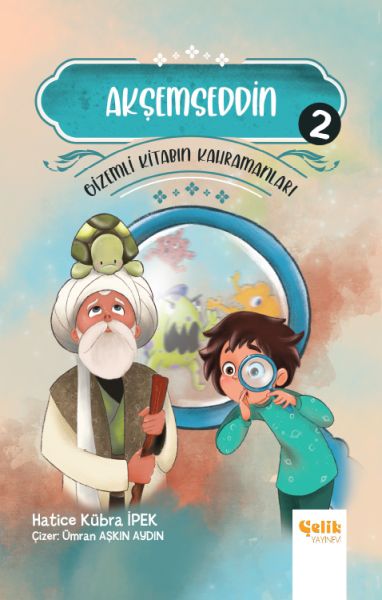 AKŞEMSEDDİN
2
GİZEMLİ KİTABIN KAHRAMANLARI
Hatice Kübra İPEK
Çizer: Ümran AŞKIN AYDIN
Çelik
YAYINEVİ